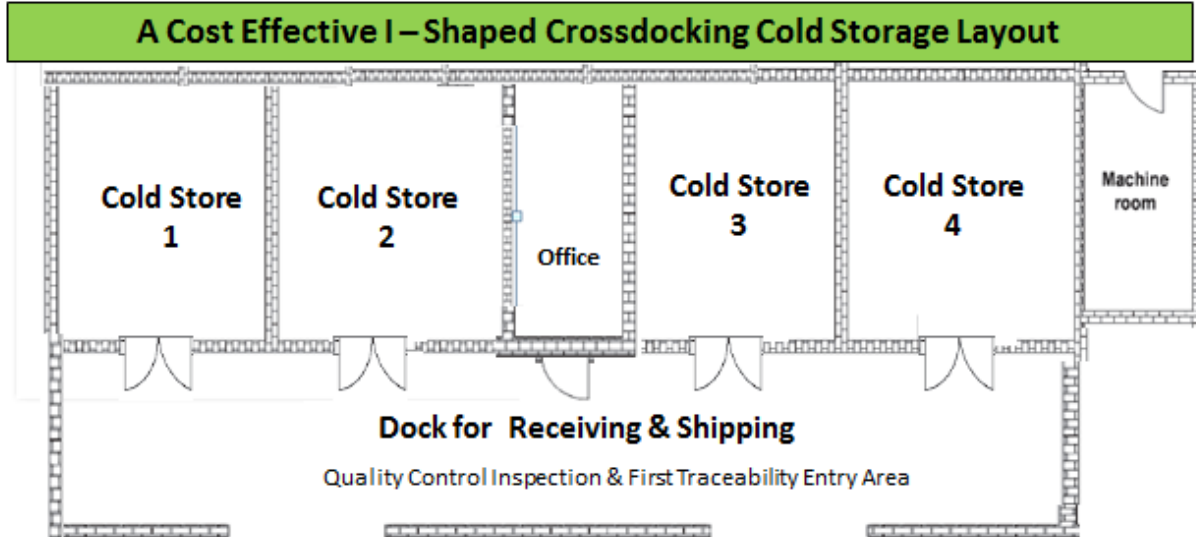 A Cost Effective I – Shaped Crossdocking Cold Storage Layout
Cold Store
1
Cold Store
2
Office
Cold Store
3
Cold Store
4
Machine
room
Dock for Receiving & Shipping
Quality Control Inspection & First Traceability Entry Area